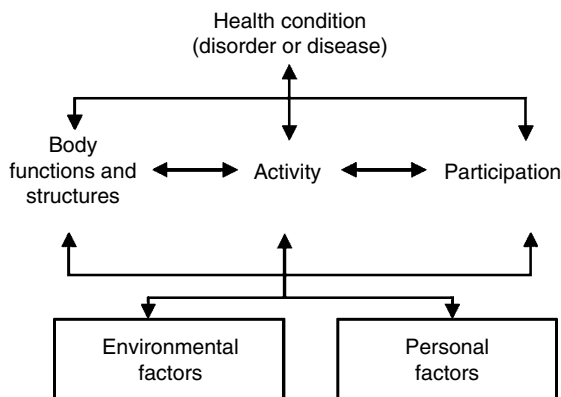 Health condition
(disorder or disease)
Body
functions and
structures
Activity
Participation
Environmental
factors
Personal
factors